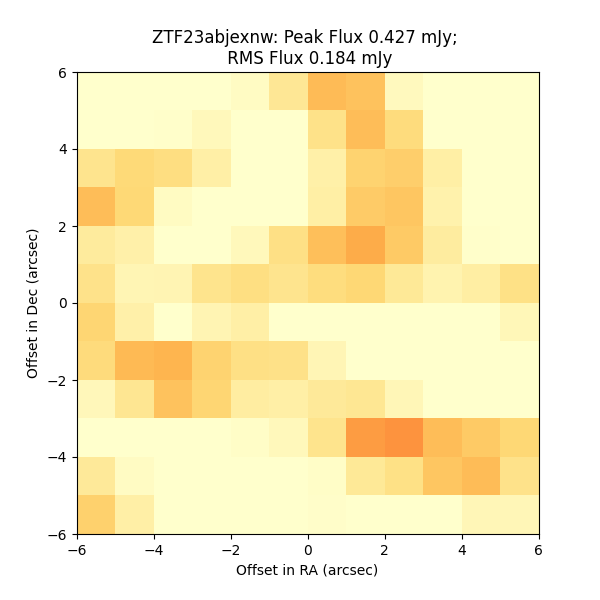 ZTF23abjexnw: Peak Flux 0.427 mJy;
RMS Flux 0.184 mJy
6
4
2
0
−2
−4
−6
Offset in Dec (arcsec)
−6 −4 −2 0 2 4 6
Offset in RA (arcsec)